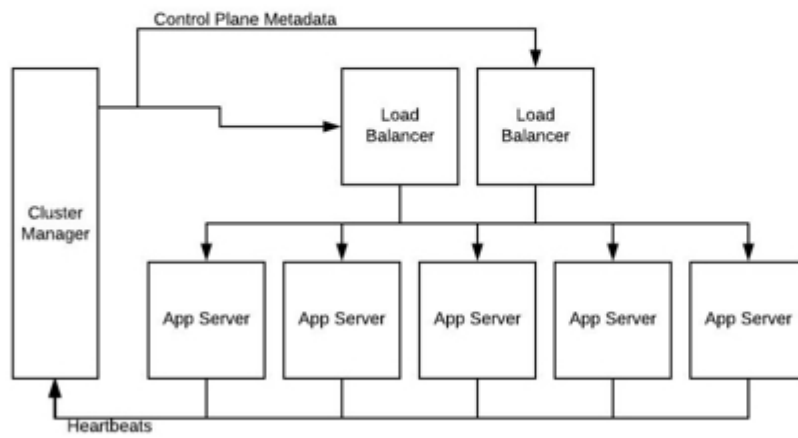 Control Plane Metadata
Load
Balancer
Load
Balancer
Cluster
Manager
App Server
App Server
App Server
App Server
App Server
Heartbeats